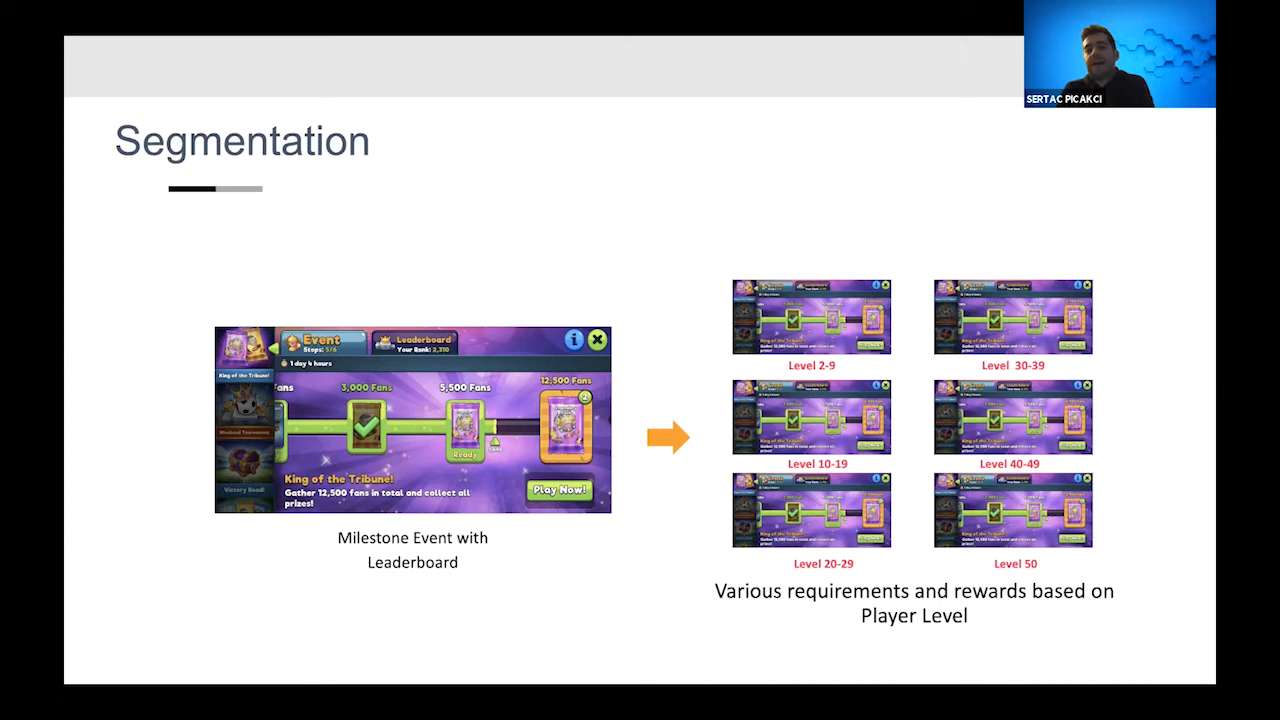 SERTAC PICAKCI
Segmentation
Event
Steps: 5/6
Leaderboard
Your Rank: 2,310
1 day 4 hours
King of the Tribune!
Fans
3,000 Fans
5,500 Fans
12,500 Fans
2
Weekend Tournament
Ready
Victory Road!
King of the Tribune!
Gather 12,500 fans in total and collect all
prizes!
Play Now!
Milestone Event with
Leaderboard
Level 2-9
Level 30-39
Level 10-19
Level 40-49
Level 20-29
Level 50
Various requirements and rewards based on
Player Level